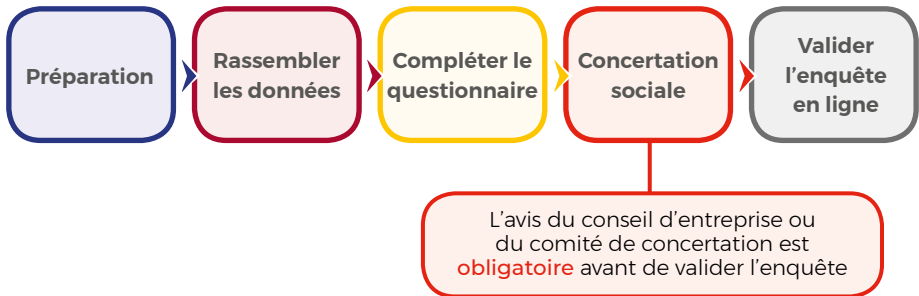 Préparation
Rassembler
les données
Compléter le
questionnaire
Concertation
sociale
Valider
l'enquête
en ligne
L'avis du conseil d'entreprise ou
du comité de concertation est
obligatoire avant de valider l'enquête